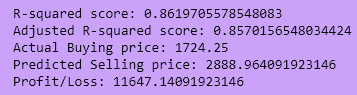 R-squared score: 0.8619705578548083
Adjusted R-squared score: 0.8570156548034424
Actual Buying price: 1724.25
Predicted Selling price: 2888.964091923146
Profit/Loss: 11647.14091923146